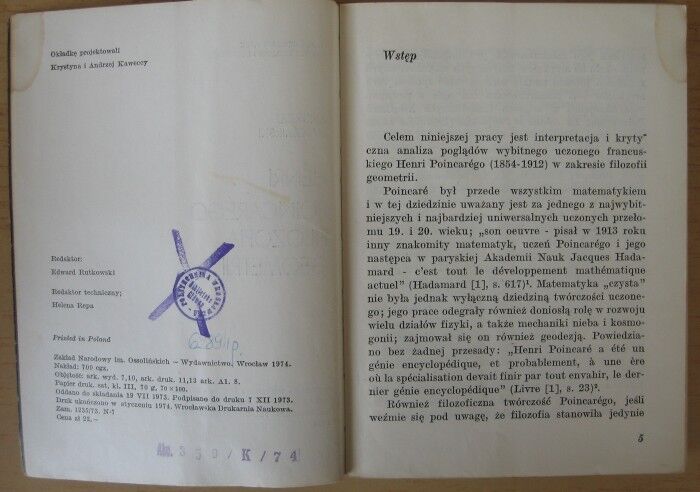 Okładkę projektowali
Krystyna i Andrzej Kaweccy
Redaktor:
Edward Rutkowski
Redaktor techniczny:
Helena Repa
Printed in Poland
Zakład Narodowy im. Ossolińskich – Wydawnictwo, Wrocław 1974.
Nakład: 700 egz.
Objętość: ark. wyd. 7,10, ark. druk. 11,13 ark. A1. 8.
Papier druk. sat. kl. III, 70 g, 70 × 100.
Oddano do składania 19 VII 1973. Podpisano do druku 7 XII 1973.
Druk ukończono w styczniu 1974. Wrocławska Drukarnia Naukowa.
Zam. 1235/73. N-7
Cena zł 22,–
Akc. 359/K/74
Wstęp
Celem niniejszej pracy jest interpretacja i kryty-
czna analiza poglądów wybitnego uczonego francus-
kiego Henri Poincarégo (1854-1912) w zakresie filozofii
geometrii.
Poincaré był przede wszystkim matematykiem
i w tej dziedzinie uważany jest za jednego z najwybit-
niejszych i najbardziej uniwersalnych uczonych przeło-
mu 19. i 20. wieku; „son oeuvre - pisał w 1913 roku
inny znakomity matematyk, uczeń Poincarégo i jego
następca w paryskiej Akademii Nauk Jacques Hada-
mard - c'est tout le développement mathématique
actuel" (Hadamard [1], s. 617)¹. Matematyka „czysta"
nie była jednak wyłączną dziedziną twórczości uczone-
go; jego prace odegrały również doniosłą rolę w rozwoju
wielu działów fizyki, a także mechaniki nieba i kosmo-
gonii; zajmował się on również geodezją. Powiedzia-
no bez żadnej przesady: „Henri Poincaré a été un
génie encyclopédique, et probablement, à une ère
où la spécialisation devait finir par tout envahir, le der-
nier génie encyclopédique" (Livre [1], s. 23)².
Również filozoficzna twórczość Poincarégo, jeśli
weźmie się pod uwagę, że filozofia stanowiła jedynie
5